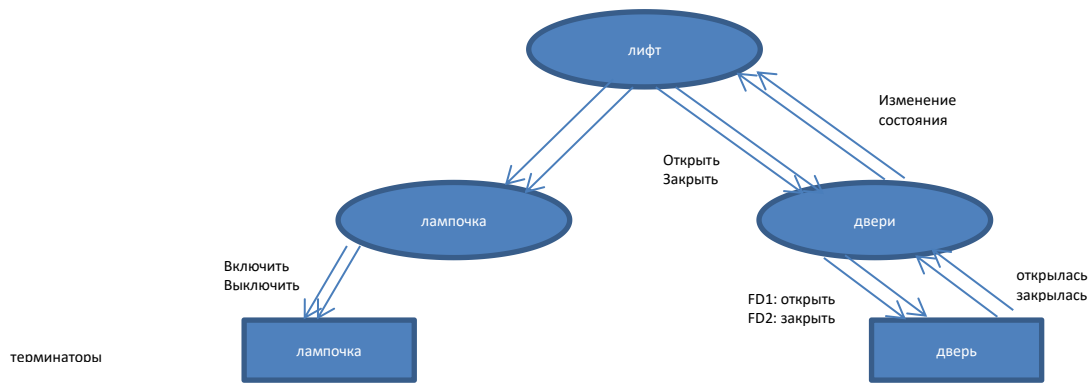 лифт
Изменение
состояния
Открыть
Закрыть
лампочка
двери
Включить
Выключить
FD1: открыть
FD2: закрыть
открылась
закрылась
терминаторы
лампочка
дверь